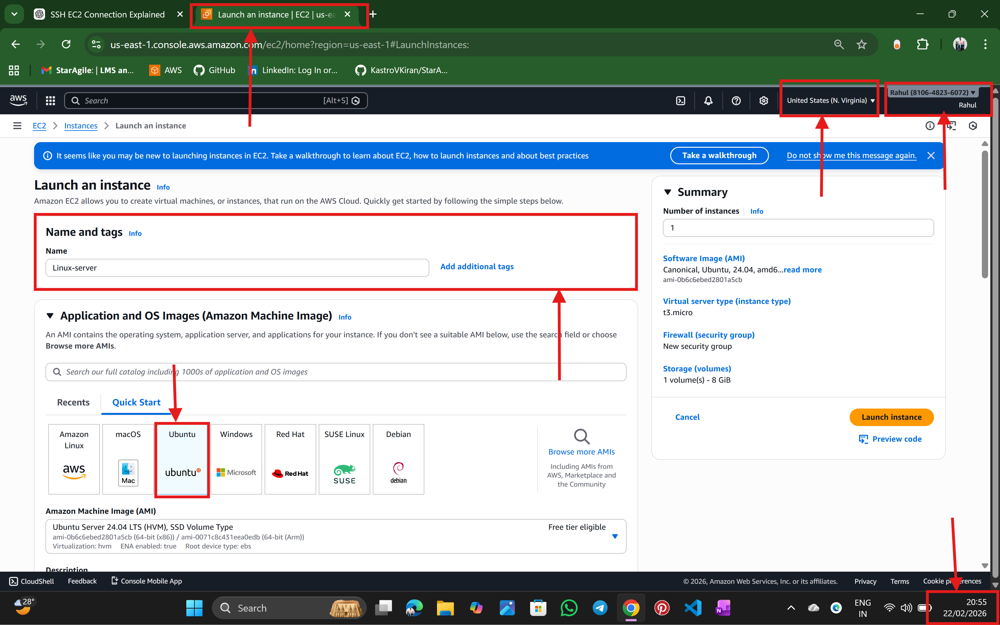 SSH EC2 Connection Explained
Launch an instance | EC2 | us-ea
us-east-1.console.aws.amazon.com/ec2/home?region=us-east-1#LaunchInstances:
StarAgile: | LMS an...
AWS
GitHub
LinkedIn: Log In or...
KastroVKiran/StarA...
aws
Search
[Alt+S]
United States (N. Virginia)
Rahul (8106-4823-6072)
Rahul
EC2
Instances
Launch an instance
It seems like you may be new to launching instances in EC2. Take a walkthrough to learn about EC2, how to launch instances and about best practices
Take a walkthrough
Do not show me this message again.
Launch an instance Info
Amazon EC2 allows you to create virtual machines, or instances, that run on the AWS Cloud. Quickly get started by following the simple steps below.
Name and tags Info
Name
Linux-server
Add additional tags
Application and OS Images (Amazon Machine Image) Info
An AMI contains the operating system, application server, and applications for your instance. If you don't see a suitable AMI below, use the search field or choose
Browse more AMIs.
Search our full catalog including 1000s of application and OS images
Recents
Quick Start
Amazon
Linux
aws
macOS
Mac
Ubuntu
ubuntu
Windows
Microsoft
Red Hat
Red Hat
SUSE Linux
SUSE
Debian
debian
Browse more AMIs
Including AMIs from
AWS, Marketplace and
the Community
Amazon Machine Image (AMI)
Ubuntu Server 24.04 LTS (HVM), SSD Volume Type
Free tier eligible
ami-0b6c6ebed2801a5cb (64-bit (x86)) / ami-0071c8c431eea0edb (64-bit (Arm))
Virtualization: hvm ENA enabled: true Root device type: ebs
Description
Summary
Number of instances Info
1
Software Image (AMI)
Canonical, Ubuntu, 24.04, amd6...read more
ami-0b6c6ebed2801a5cb
Virtual server type (instance type)
t3.micro
Firewall (security group)
New security group
Storage (volumes)
1 volume(s) - 8 GiB
Cancel
Launch instance
Preview code
CloudShell
Feedback
Console Mobile App
© 2026, Amazon Web Services, Inc. or its affiliates.
Privacy
Terms
Cookie preferences
28°
Search
ENG
IN
20:55
22/02/2026